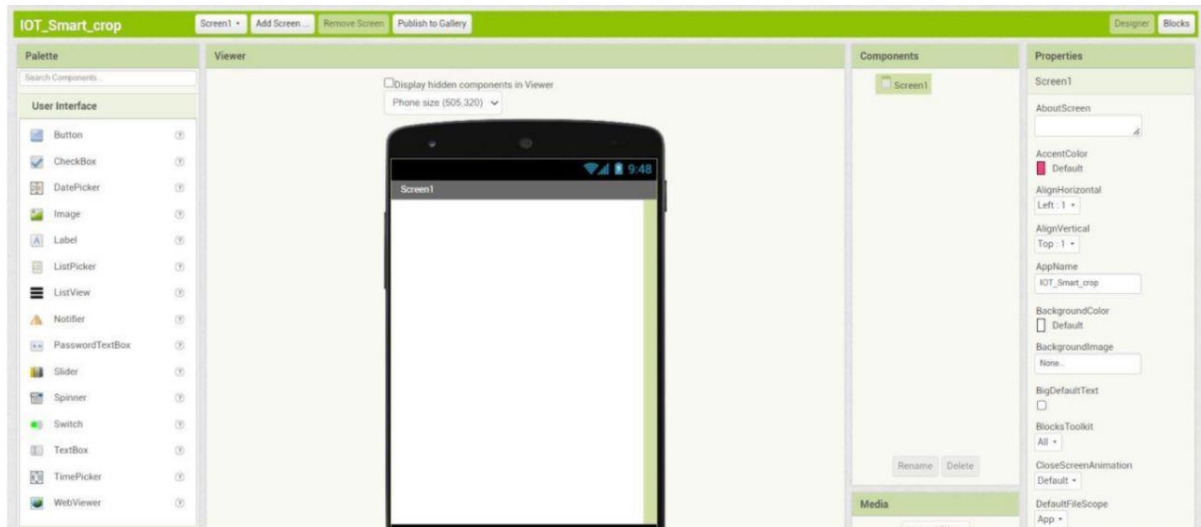 IOT_Smart_crop
Screen1
Add Screen ...
Remove Screen
Publish to Gallery
Designer
Blocks
Palette
Search Components...
User Interface
Button
CheckBox
DatePicker
Image
Label
ListPicker
ListView
Notifier
PasswordTextBox
Slider
Spinner
Switch
TextBox
TimePicker
WebViewer
Viewer
Display hidden components in Viewer
Phone size (505,320)
9:48
Screen1
Components
Screen1
Rename
Delete
Media
Properties
Screen1
AboutScreen
AccentColor
Default
AlignHorizontal
Left : 1
AlignVertical
Top : 1
AppName
IOT_Smart_crop
BackgroundColor
Default
BackgroundImage
None...
BigDefaultText
BlocksToolkit
All
CloseScreenAnimation
Default
DefaultFileScope
App